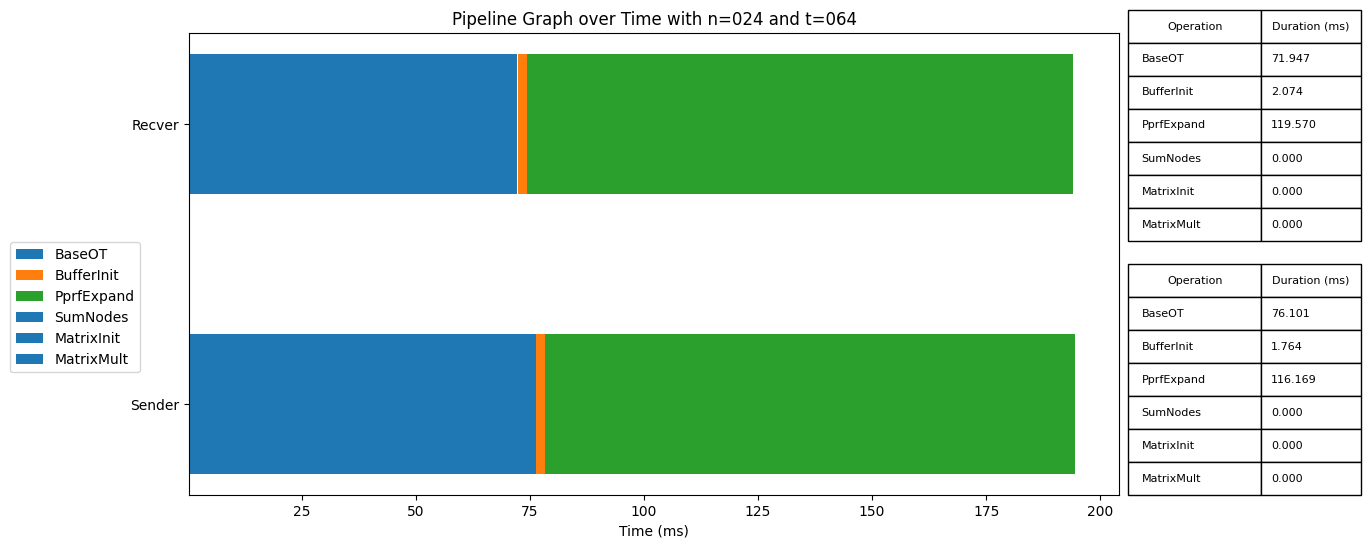 Pipeline Graph over Time with n=024 and t=064
Recver
Sender
BaseOT
BufferInit
PprfExpand
SumNodes
MatrixInit
MatrixMult
25 50 75 100 125 150 175 200
Time (ms)
Operation Duration (ms)
BaseOT 71.947
BufferInit 2.074
PprfExpand 119.570
SumNodes 0.000
MatrixInit 0.000
MatrixMult 0.000
Operation Duration (ms)
BaseOT 76.101
BufferInit 1.764
PprfExpand 116.169
SumNodes 0.000
MatrixInit 0.000
MatrixMult 0.000